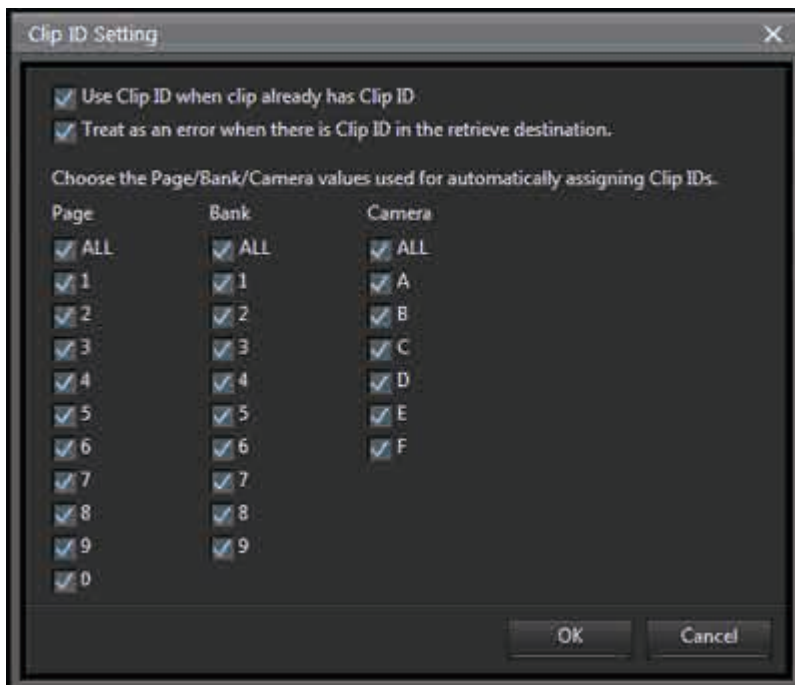 Clip ID Setting
Use Clip ID when clip already has Clip ID
Treat as an error when there is Clip ID in the retrieve destination.
Choose the Page/Bank/Camera values used for automatically assigning Clip IDs.
Page Bank Camera
ALL ALL ALL
1 1 A
2 2 B
3 3 C
4 4 D
5 5 E
6 6 F
7 7
8 8
9 9
0
OK Cancel